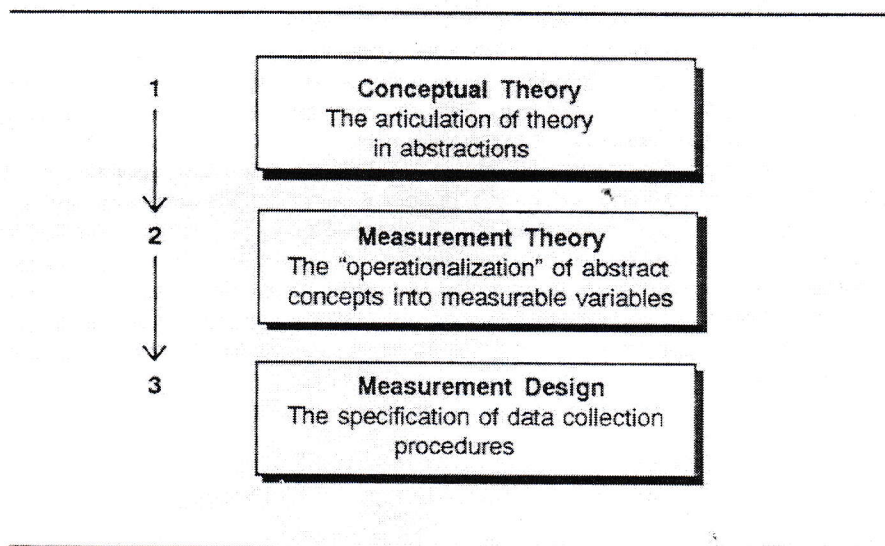 1
Conceptual Theory
The articulation of theory
in abstractions
2
Measurement Theory
The “operationalization” of abstract
concepts into measurable variables
3
Measurement Design
The specification of data collection
procedures